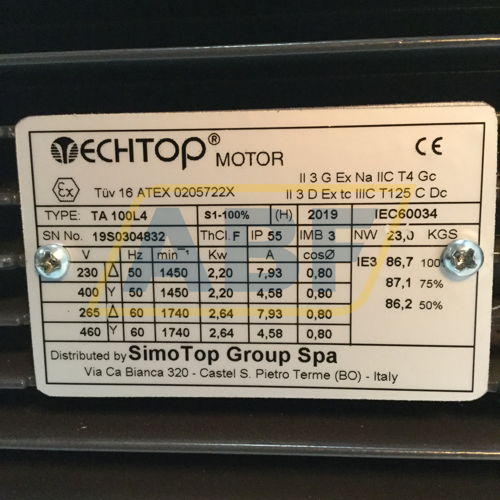 TECHTOP® MOTOR
CE
Ex
II 3 G Ex Na IIC T4 Gc
Tüv 16 ATEX 0205722X
II 3 D Ex tc IIIC T125 C Dc
TYPE: TA 100L4 S1-100% (H) 2019 IEC60034
SN No. 19S0304832 ThCl. F IP 55 IMB 3 NW 23,0 KGS
V Hz min⁻¹ Kw A cosØ
230 Δ 50 1450 2,20 7,93 0,80
400 Y 50 1450 2,20 4,58 0,80
265 Δ 60 1740 2,64 7,93 0,80
460 Y 60 1740 2,64 4,58 0,80
IE3 86,7 100
87,1 75%
86,2 50%
Distributed by SimoTop Group Spa
Via Ca Bianca 320 - Castel S. Pietro Terme (BO) - Italy
ABF